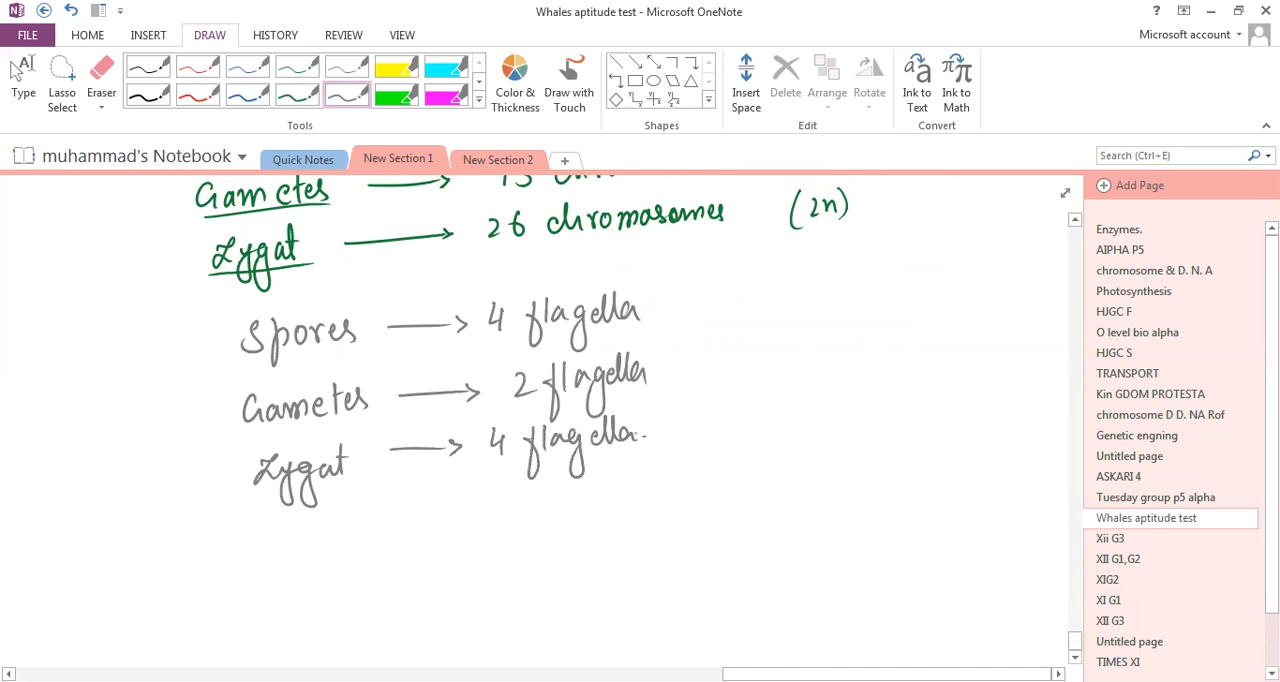 Whales aptitude test - Microsoft OneNote
FILE HOME INSERT DRAW HISTORY REVIEW VIEW
Microsoft account
Type
Lasso Select
Eraser
Color & Thickness
Draw with Touch
Insert Space
Delete
Arrange
Rotate
Ink to Text
Ink to Math
Tools Shapes Edit Convert
muhammad's Notebook Quick Notes New Section 1 New Section 2
Search (Ctrl+E)
Add Page
Gametes → 13
Zygat → 26 chromosomes (2n)
Spores → 4 flagella
Gametes → 2 flagella
Zygat → 4 flagella.
Enzymes.
AlPHA P5
chromosome & D. N. A
Photosynthesis
HJGC F
O level bio alpha
HJGC S
TRANSPORT
Kin GDOM PROTESTA
chromosome D D. NA Rof
Genetic engning
Untitled page
ASKARI 4
Tuesday group p5 alpha
Whales aptitude test
Xii G3
XII G1,G2
XIG2
XI G1
XII G3
Untitled page
TIMES XI